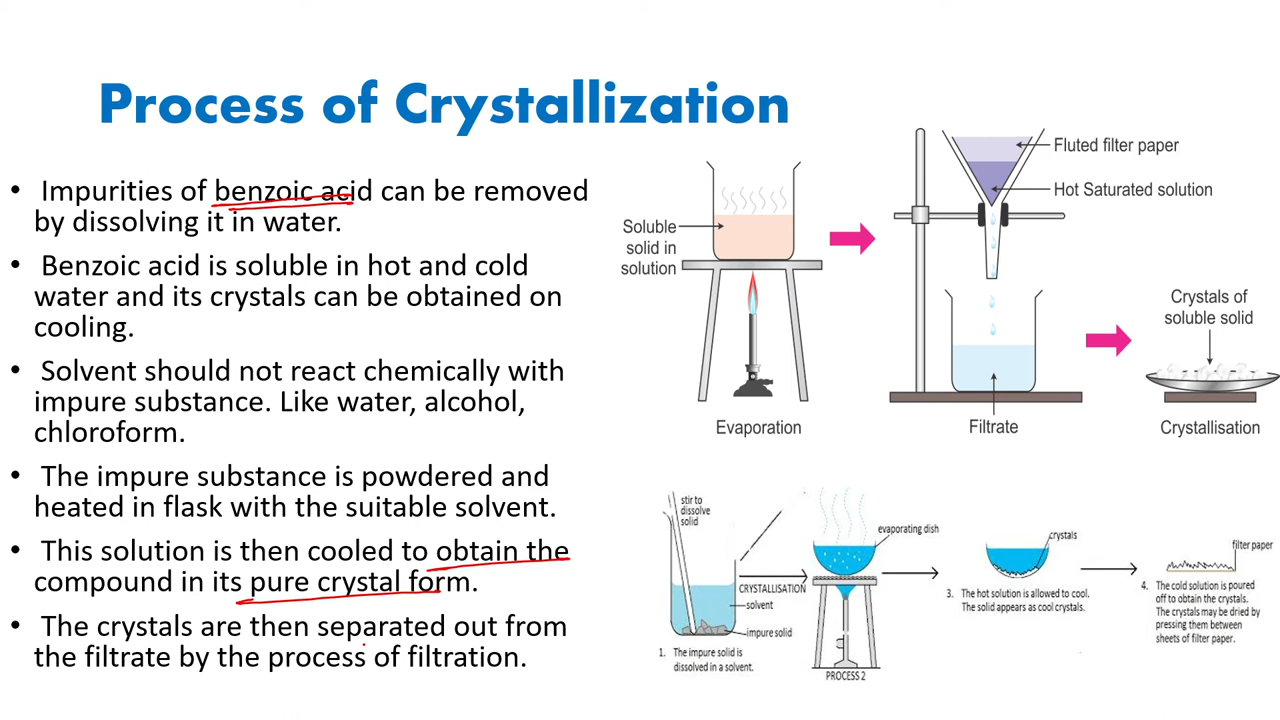 Process of Crystallization
• Impurities of benzoic acid can be removed
by dissolving it in water.
• Benzoic acid is soluble in hot and cold
water and its crystals can be obtained on
cooling.
• Solvent should not react chemically with
impure substance. Like water, alcohol,
chloroform.
• The impure substance is powdered and
heated in flask with the suitable solvent.
• This solution is then cooled to obtain the
compound in its pure crystal form.
• The crystals are then separated out from
the filtrate by the process of filtration.
Soluble
solid in
solution
Evaporation
Fluted filter paper
Hot Saturated solution
Filtrate
Crystals of
soluble solid
Crystallisation
stir to
dissolve
solid
CRYSTALLISATION
solvent
impure solid
1. The impure solid is
dissolved in a solvent.
evaporating dish
PROCESS 2
crystals
3. The hot solution is allowed to cool.
The solid appears as cool crystals.
filter paper
4. The cold solution is poured
off to obtain the crystals.
The crystals may be dried by
pressing them between
sheets of filter paper.